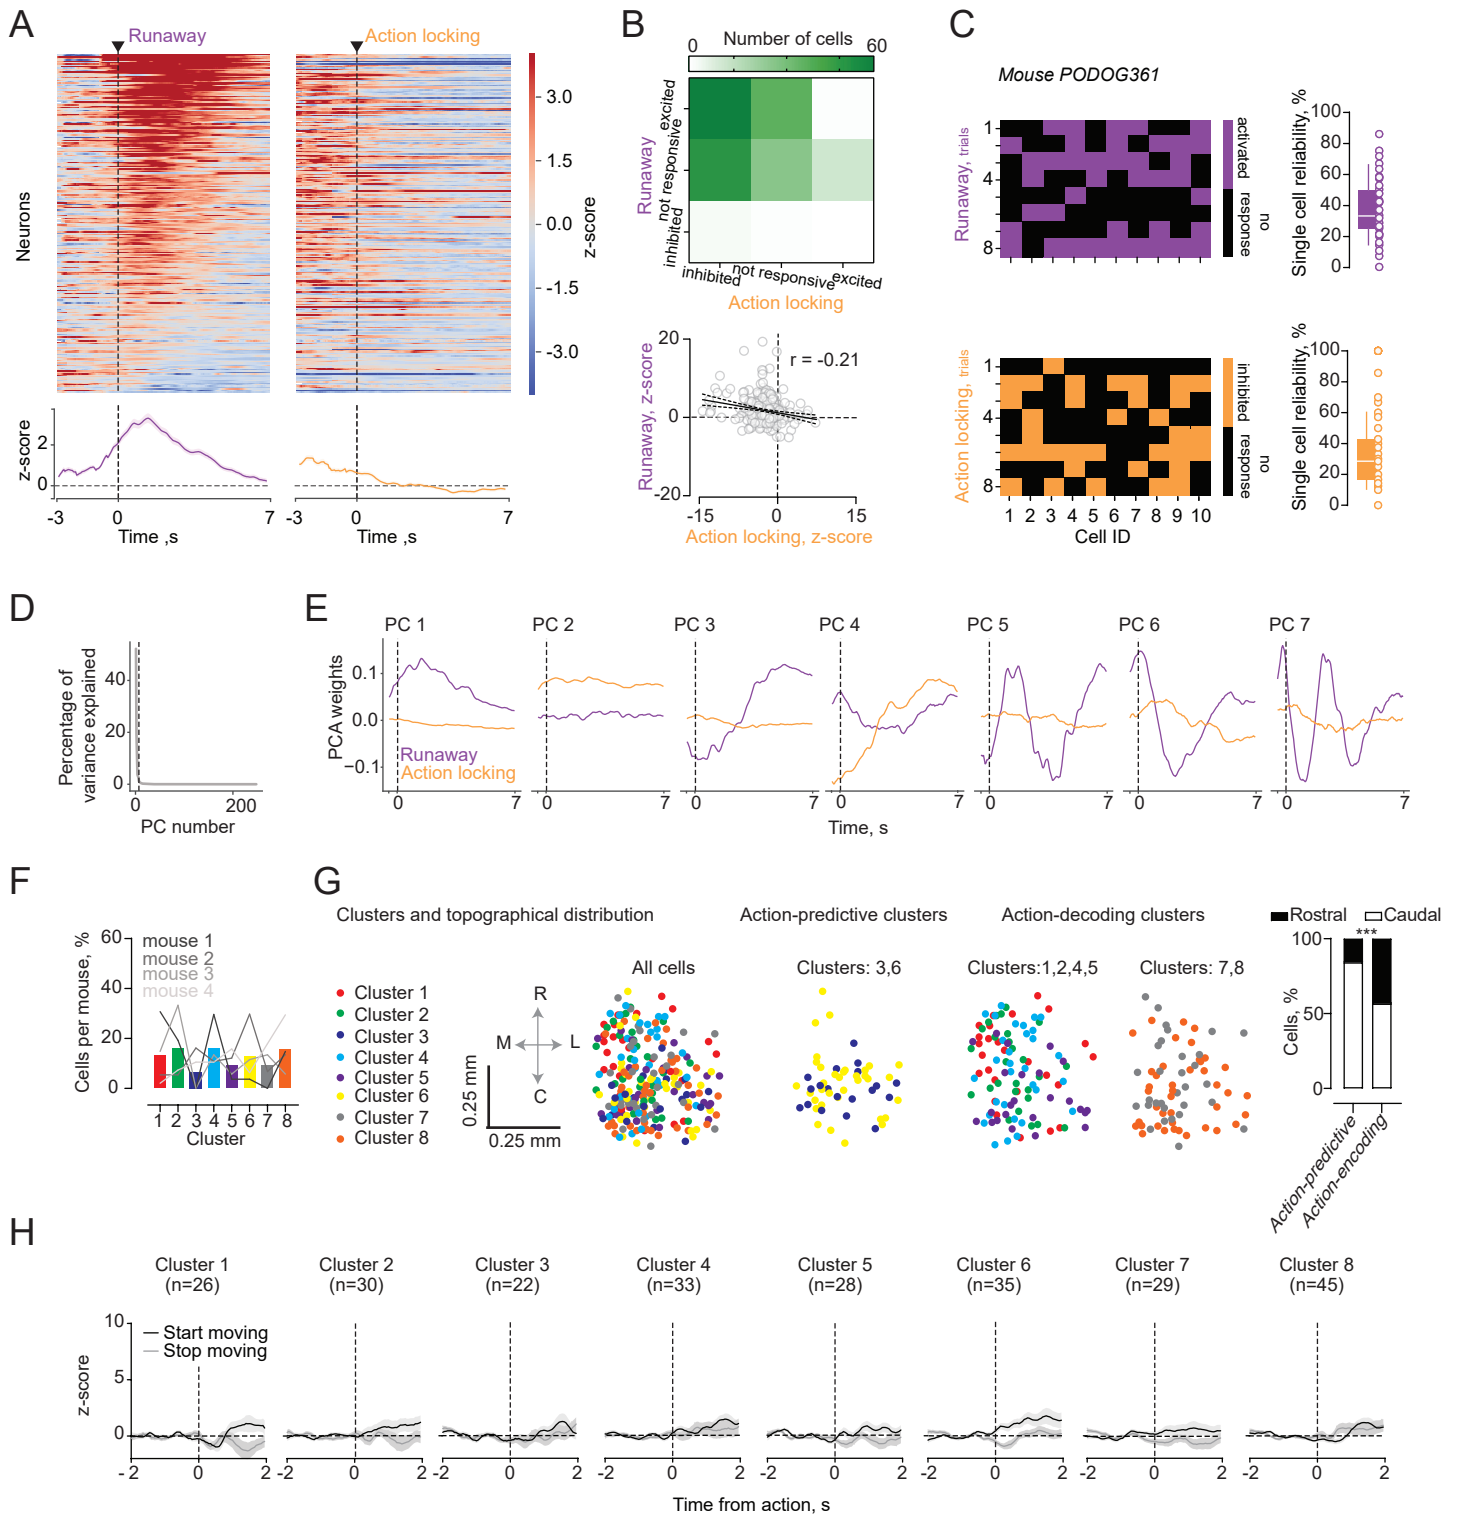 A
Runaway
Action locking
Neurons
3.0
1.5
0.0
-1.5
-3.0
z-score
z-score
2
0
-3 0 7
Time ,s
-3 0 7
Time ,s
B
Number of cells
0 60
Runaway
excited
not responsive
inhibited
inhibited not responsive excited
Action locking
Runaway, z-score
20
0
-20
r = -0.21
-15 0 15
Action locking, z-score
C
Mouse PODOG361
Runaway, trials
1
4
8
activated
no response
Single cell reliability, %
100
80
60
40
20
0
Action locking, trials
1
4
8
inhibited
no response
1 2 3 4 5 6 7 8 9 10
Cell ID
Single cell reliability, %
100
80
60
40
20
0
D
Percentage of
variance explained
40
20
0
0 200
PC number
E
PC 1 PC 2 PC 3 PC 4 PC 5 PC 6 PC 7
PCA weights
0.1
0.0
−0.1
Runaway
Action locking
0 7 0 7 0 7 0 7 0 7 0 7 0 7
Time, s
F
Cells per mouse, %
60
40
20
0
mouse 1
mouse 2
mouse 3
mouse 4
1 2 3 4 5 6 7 8
Cluster
G
Clusters and topographical distribution
Action-predictive clusters
Action-decoding clusters
All cells
Clusters: 3,6
Clusters:1,2,4,5
Clusters: 7,8
Cluster 1
Cluster 2
Cluster 3
Cluster 4
Cluster 5
Cluster 6
Cluster 7
Cluster 8
R
M L
C
0.25 mm
0.25 mm
Rostral Caudal
***
Cells, %
100
50
0
Action-predictive
Action-encoding
H
Cluster 1
(n=26)
Cluster 2
(n=30)
Cluster 3
(n=22)
Cluster 4
(n=33)
Cluster 5
(n=28)
Cluster 6
(n=35)
Cluster 7
(n=29)
Cluster 8
(n=45)
z-score
10
5
0
Start moving
Stop moving
-2 0 2 -2 0 2 -2 0 2 -2 0 2 -2 0 2 -2 0 2 -2 0 2 -2 0 2
Time from action, s